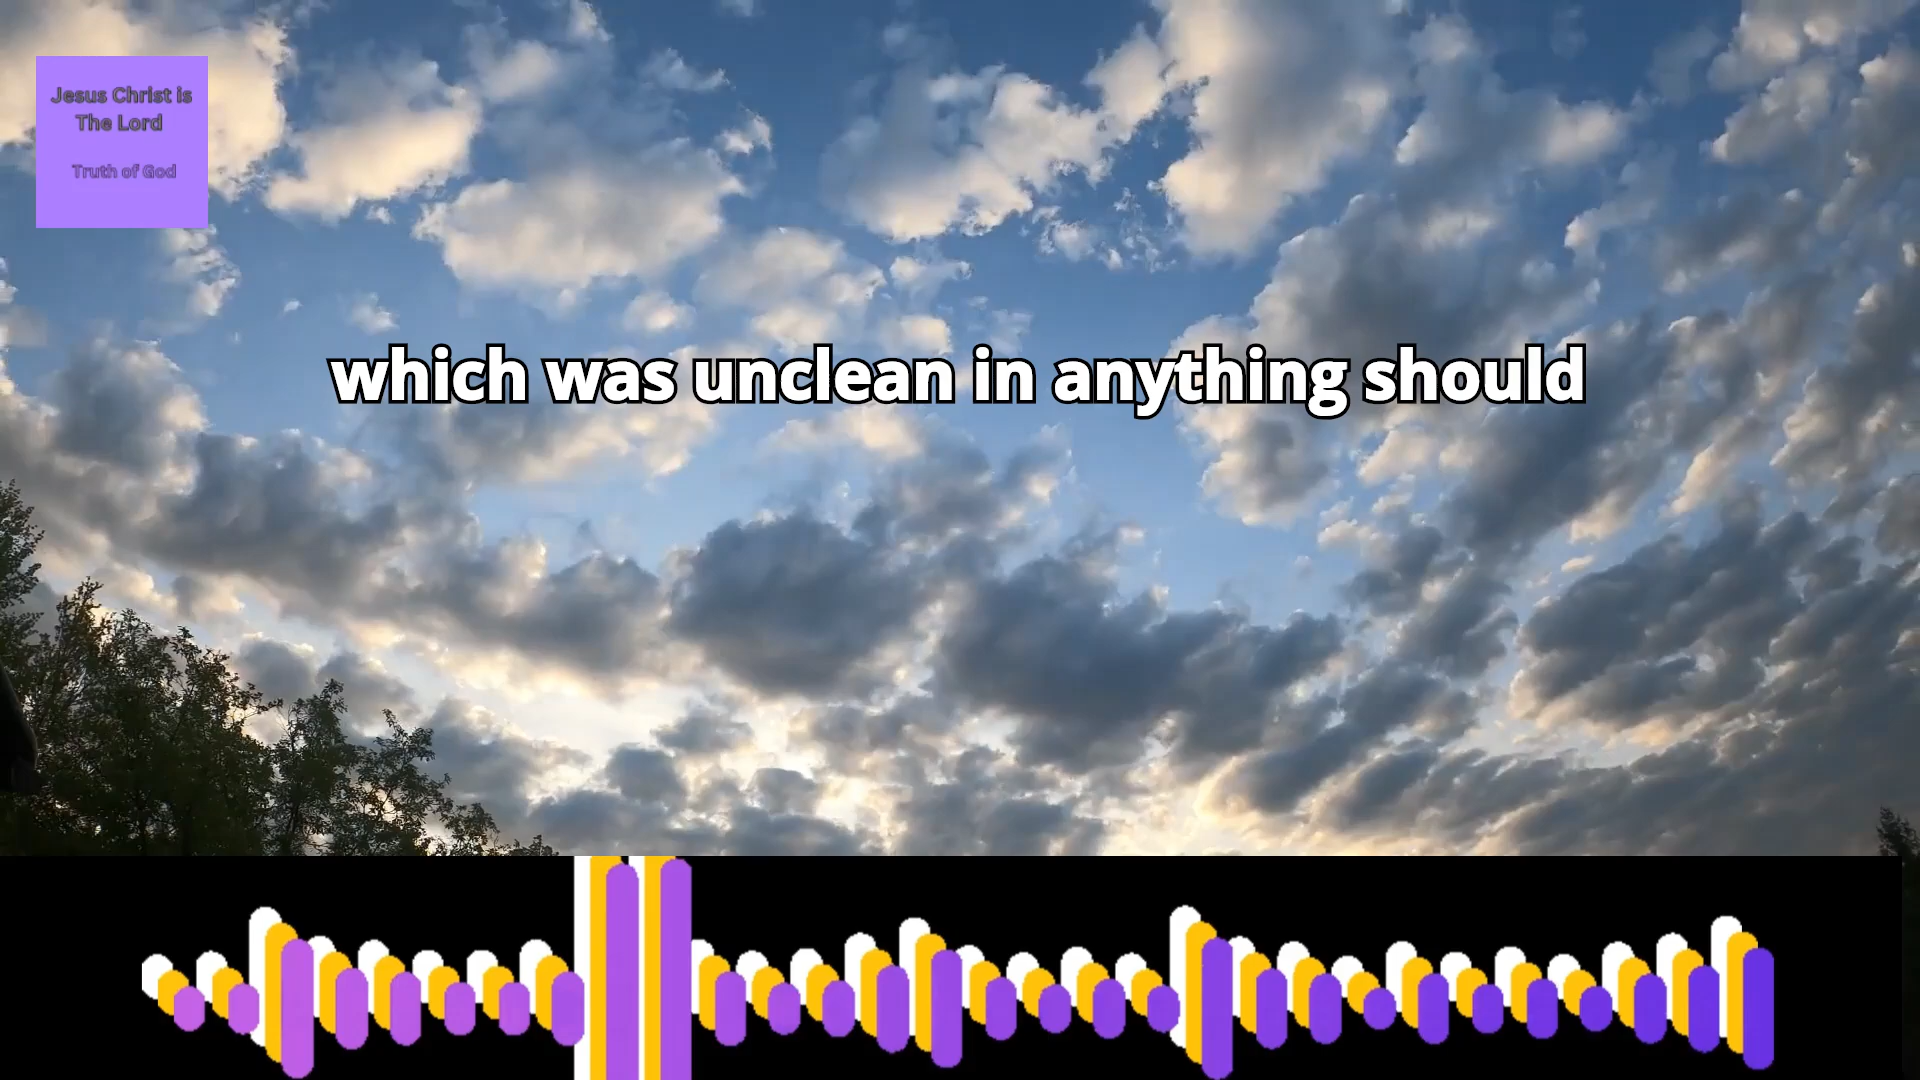 Jesus Christ is
The Lord
Truth of God
which was unclean in anything should